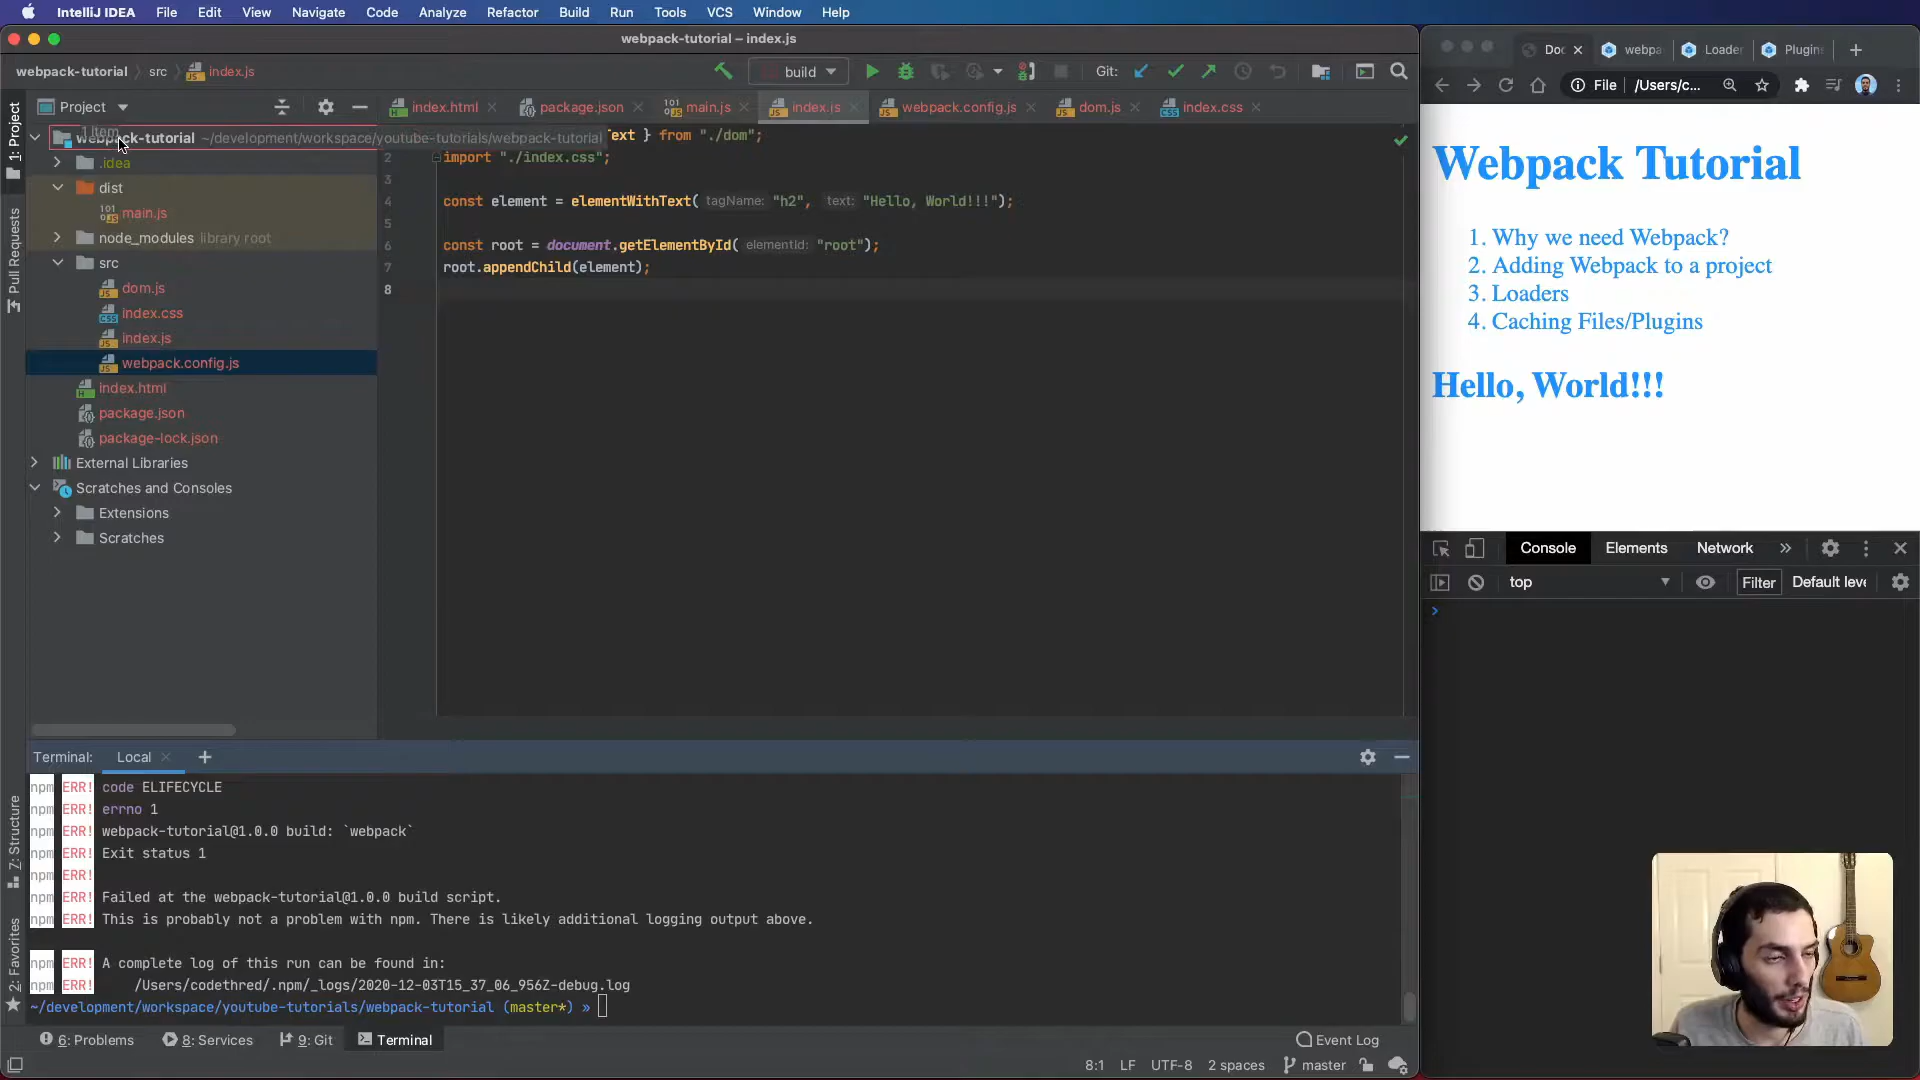 IntelliJ IDEA File Edit View Navigate Code Analyze Refactor Build Run Tools VCS Window Help
webpack-tutorial – index.js
webpack-tutorial src index.js
build
Git:
Project
index.html package.json main.js index.js webpack.config.js dom.js index.css
webpack-tutorial ~/development/workspace/youtube-tutorials/webpack-tutorial
1 item
.idea
dist
main.js
node_modules library root
src
dom.js
index.css
index.js
webpack.config.js
index.html
package.json
package-lock.json
External Libraries
Scratches and Consoles
Extensions
Scratches
1: Project
Pull Requests
Z: Structure
2: Favorites
Text } from "./dom";
2 import "./index.css";
3
4 const element = elementWithText( tagName: "h2", text: "Hello, World!!!");
5
6 const root = document.getElementById( elementId: "root");
7 root.appendChild(element);
8
Terminal: Local
npm ERR! code ELIFECYCLE
npm ERR! errno 1
npm ERR! webpack-tutorial@1.0.0 build: `webpack`
npm ERR! Exit status 1
npm ERR!
npm ERR! Failed at the webpack-tutorial@1.0.0 build script.
npm ERR! This is probably not a problem with npm. There is likely additional logging output above.
npm ERR! A complete log of this run can be found in:
npm ERR! /Users/codethred/.npm/_logs/2020-12-03T15_37_06_956Z-debug.log
~/development/workspace/youtube-tutorials/webpack-tutorial (master*) »
6: Problems 8: Services 9: Git Terminal Event Log
8:1 LF UTF-8 2 spaces master
Doc webpa Loader Plugin
File /Users/c...
Webpack Tutorial
1. Why we need Webpack?
2. Adding Webpack to a project
3. Loaders
4. Caching Files/Plugins
Hello, World!!!
Console Elements Network »
top Filter Default leve